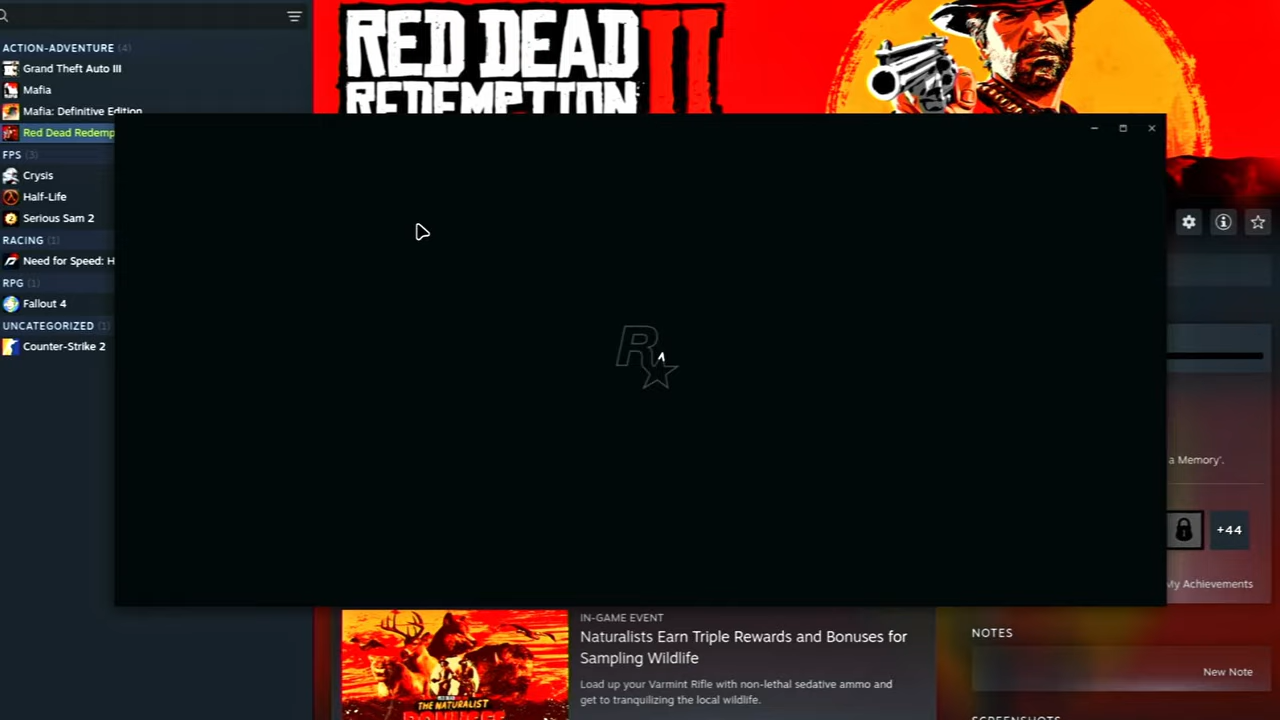 RED DEAD
REDEMPTION II
ACTION-ADVENTURE (4)
Grand Theft Auto III
Mafia
Mafia: Definitive Edition
Red Dead Redemp
FPS (3)
Crysis
Half-Life
Serious Sam 2
RACING (1)
Need for Speed: H
RPG (1)
Fallout 4
UNCATEGORIZED (1)
Counter-Strike 2
R
a Memory'.
+44
My Achievements
IN-GAME EVENT
Naturalists Earn Triple Rewards and Bonuses for
Sampling Wildlife
Load up your Varmint Rifle with non-lethal sedative ammo and
get to tranquilizing the local wildlife.
THE NATURALIST
BONUSES
NOTES
New Note
SCREENSHOTS